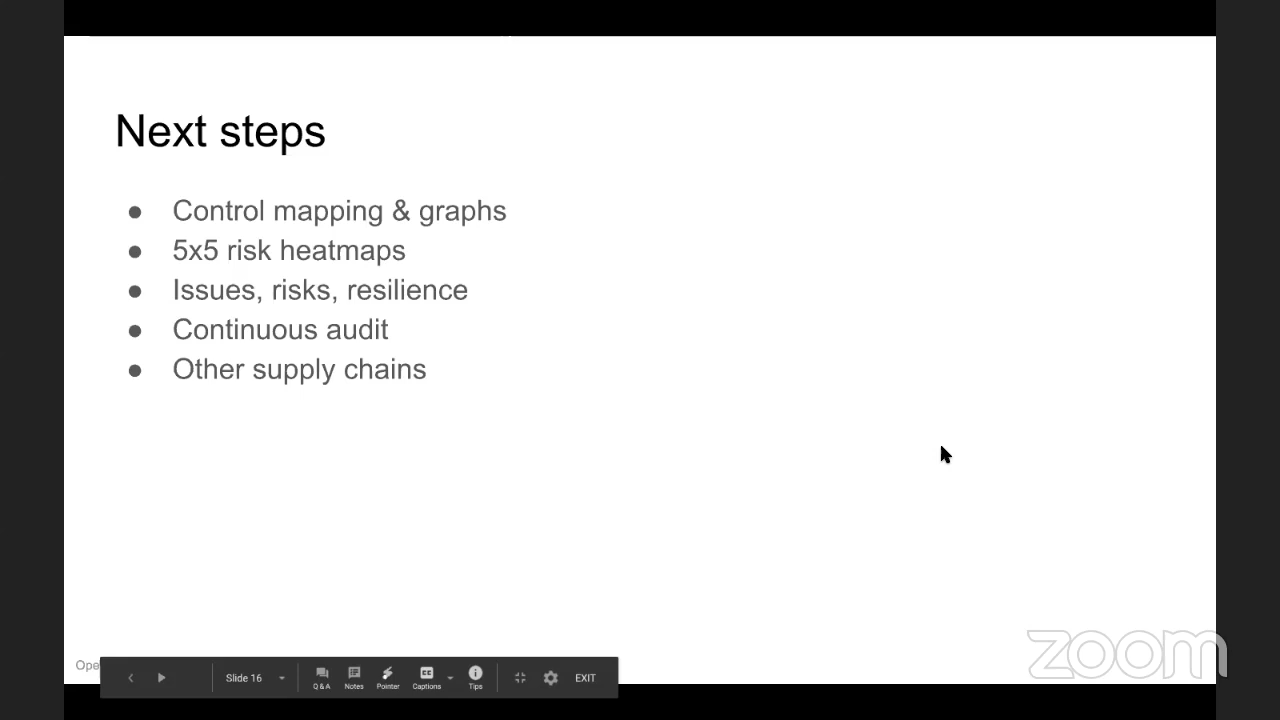 Next steps
● Control mapping & graphs
● 5x5 risk heatmaps
● Issues, risks, resilience
● Continuous audit
● Other supply chains
Ope
Slide 16
Q & A
Notes
Pointer
Captions
Tips
EXIT
zoom